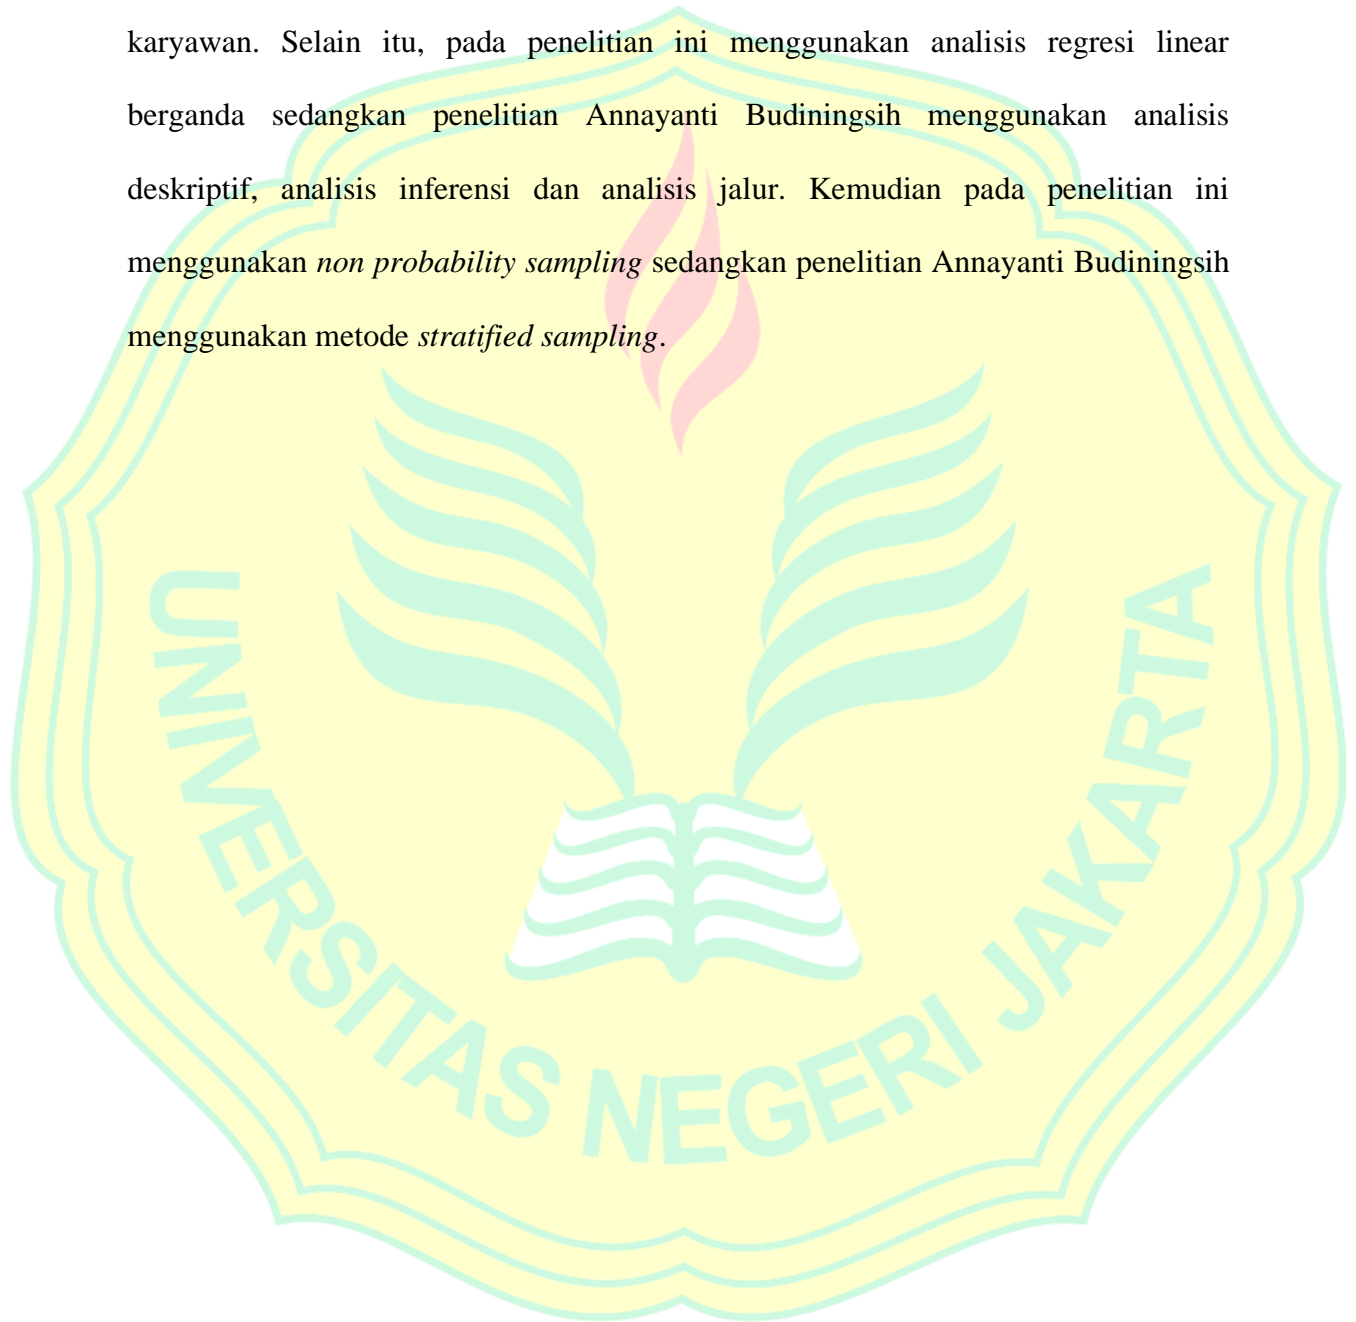 karyawan. Selain itu, pada penelitian ini menggunakan analisis regresi linear
berganda sedangkan penelitian Annayanti Budiningsih menggunakan analisis
deskriptif, analisis inferensi dan analisis jalur. Kemudian pada penelitian ini
menggunakan non probability sampling sedangkan penelitian Annayanti Budiningsih
menggunakan metode stratified sampling.
UNIVERSITAS NEGERI JAKARTA